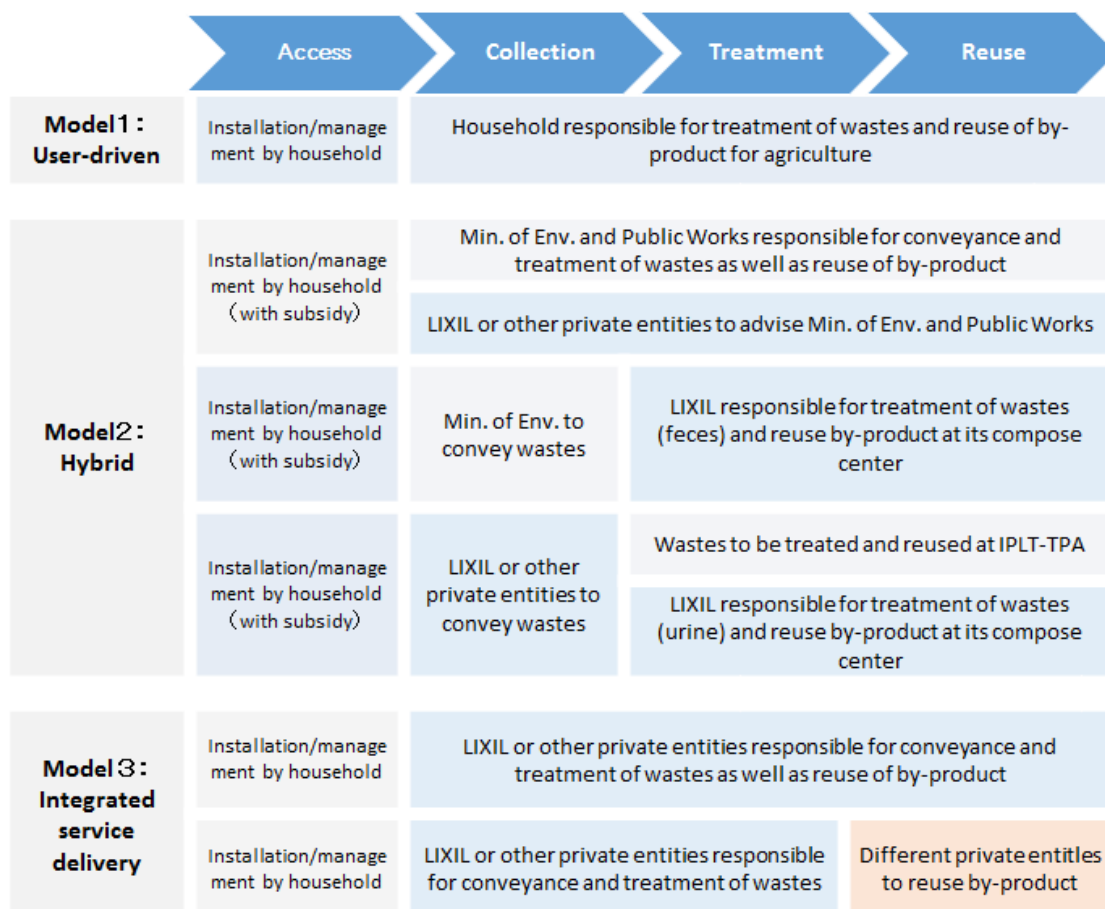 Access
Collection
Treatment
Reuse
Model1：
User-driven
Installation/manage
ment by household
Household responsible for treatment of wastes and reuse of by-
product for agriculture
Model2：
Hybrid
Installation/manage
ment by household
（with subsidy）
Min. of Env. and Public Works responsible for conveyance and
treatment of wastes as well as reuse of by-product
LIXIL or other private entities to advise Min. of Env. and Public Works
Installation/manage
ment by household
（with subsidy）
Min. of Env. to
convey wastes
LIXIL responsible for treatment of wastes
(feces) and reuse by-product at its compose
center
Installation/manage
ment by household
（with subsidy）
LIXIL or other
private entities to
convey wastes
Wastes to be treated and reused at IPLT-TPA
LIXIL responsible for treatment of wastes
(urine) and reuse by-product at its compose
center
Model３：
Integrated
service
delivery
Installation/manage
ment by household
LIXIL or other private entities responsible for conveyance and
treatment of wastes as well as reuse of by-product
Installation/manage
ment by household
LIXIL or other private entities responsible
for conveyance and treatment of wastes
Different private entitles
to reuse by-product